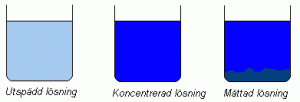 Utspädd lösning
Koncentrerad lösning
Mättad lösning